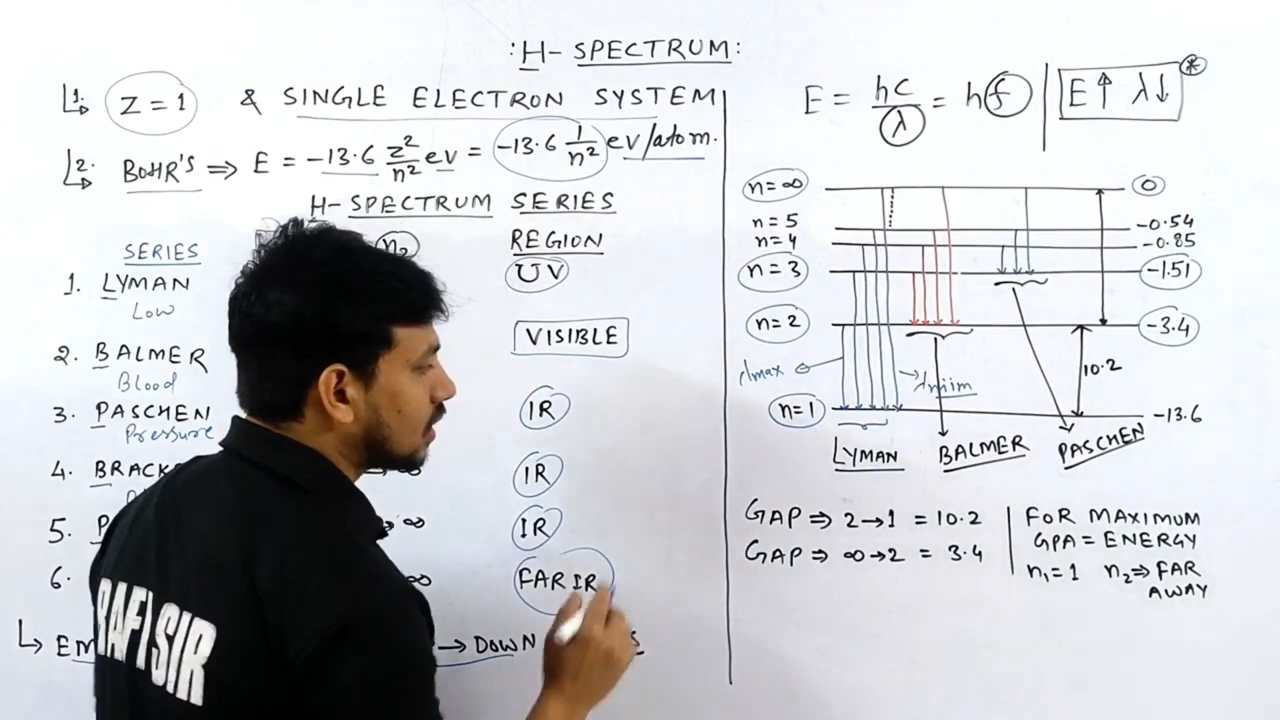 :H- SPECTRUM:
1. Z = 1 & SINGLE ELECTRON SYSTEM
2. BOHR'S ⇒ E = -13.6 Z²/n² ev = -13.6 1/n² ev/atom.
H- SPECTRUM SERIES
SERIES n₂ REGION
1. LYMAN UV
Low
2. BALMER VISIBLE
Blood
3. PASCHEN IR
Pressure
4. BRACK ∞ IR
5. P → ∞ IR
6. ∞ FAR IR
↳ EM → DOWN S
RAFI SIR
E = hc/λ = hf | E↑ λ↓ *
n=∞ 0
n=5 -0.54
n=4 -0.85
n=3 -1.51
n=2 -3.4
10.2
λmax λmiim
n=1 -13.6
LYMAN BALMER PASCHEN
GAP ⇒ 2→1 = 10.2
GAP ⇒ ∞→2 = 3.4
FOR MAXIMUM
GPA = ENERGY
n₁=1 n₂⇒ FAR
AWAY